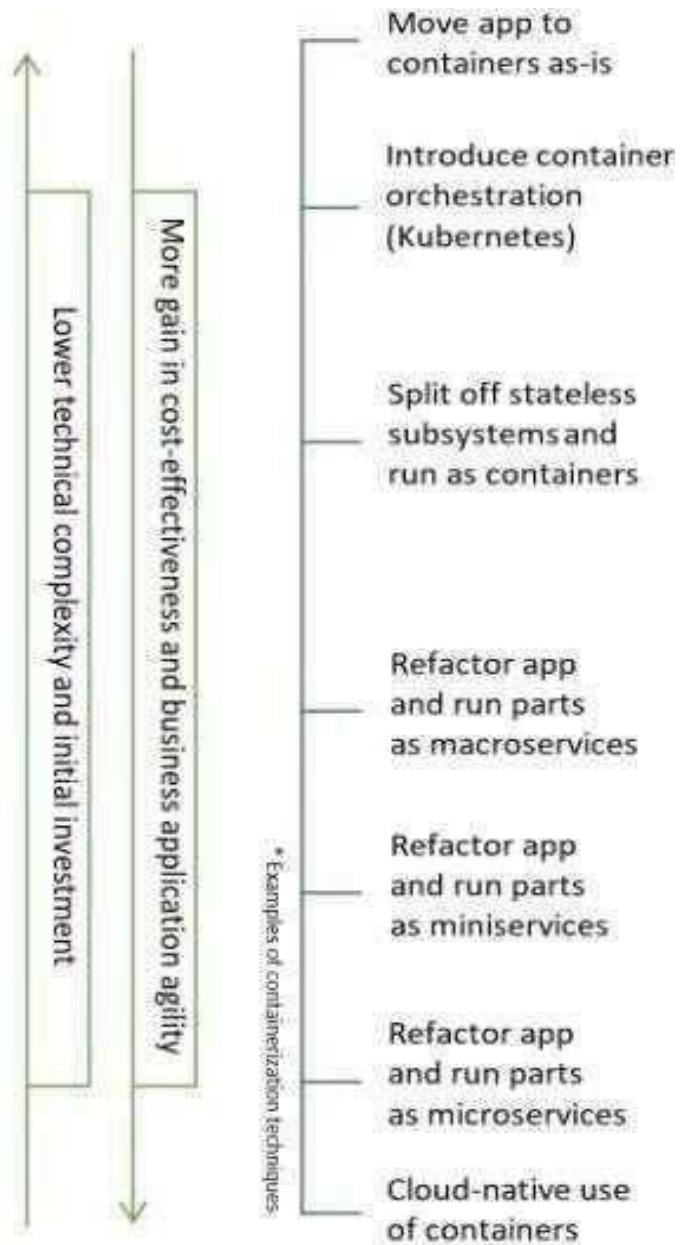 Move app to
containers as-is
Introduce container
orchestration
(Kubernetes)
Split off stateless
subsystems and
run as containers
Refactor app
and run parts
as macroservices
Refactor app
and run parts
as miniservices
Refactor app
and run parts
as microservices
Cloud-native use
of containers
Lower technical complexity and initial investment
More gain in cost-effectiveness and business application agility
* Examples of containerization techniques